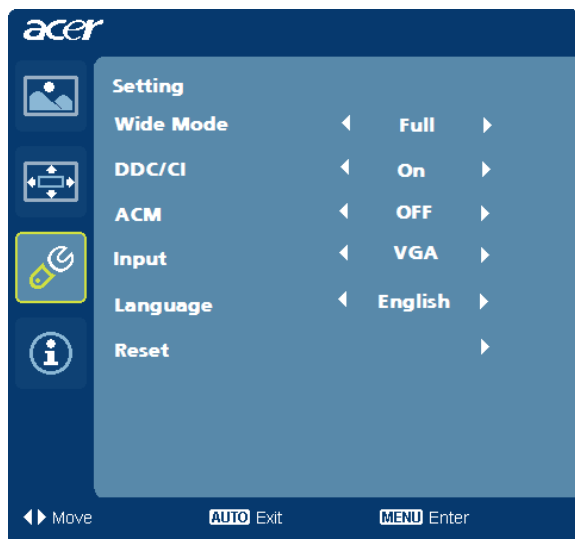 acer
Setting
Wide Mode Full
DDC/CI On
ACM OFF
Input VGA
Language English
Reset
Move AUTO Exit MENU Enter